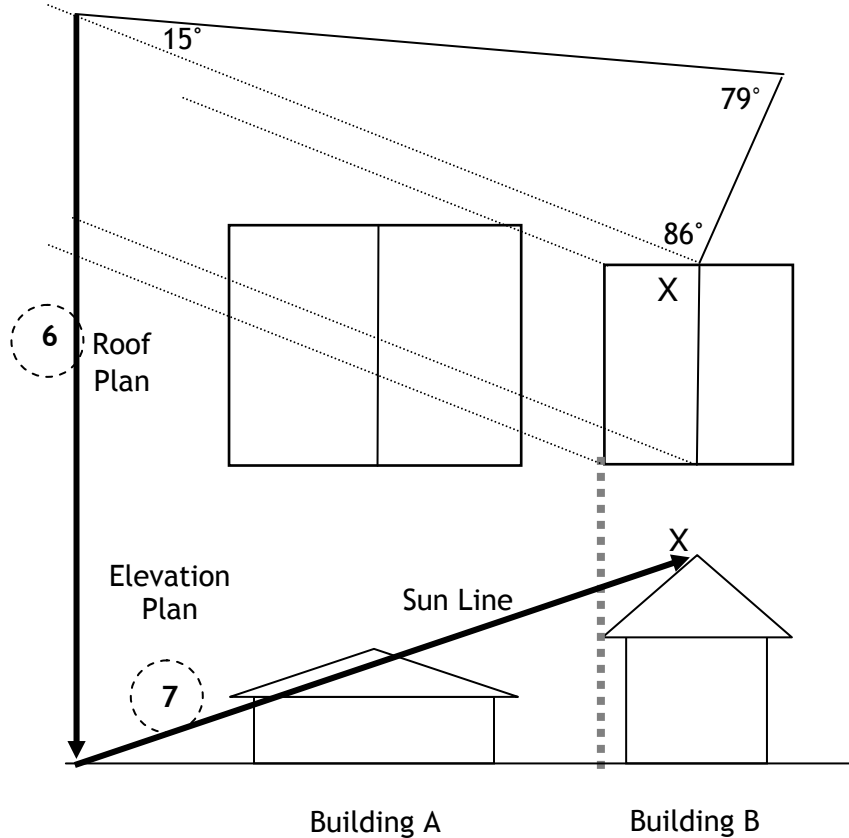 15°
79°
86°
X
6
Roof
Plan
X
Elevation
Plan
Sun Line
7
Building A
Building B